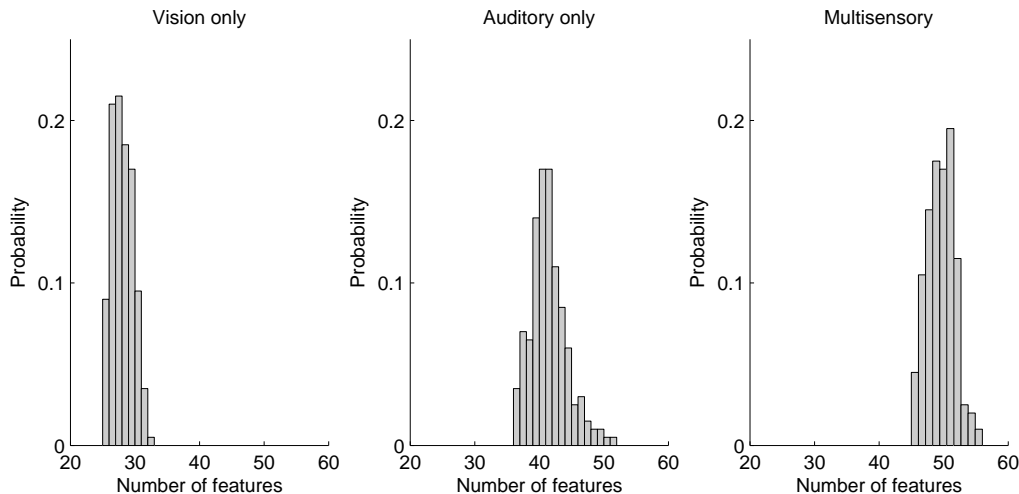 Vision only
Probability
0.2
0.1
0
20 30 40 50 60
Number of features
Auditory only
Probability
0.2
0.1
0
20 30 40 50 60
Number of features
Multisensory
Probability
0.2
0.1
0
20 30 40 50 60
Number of features